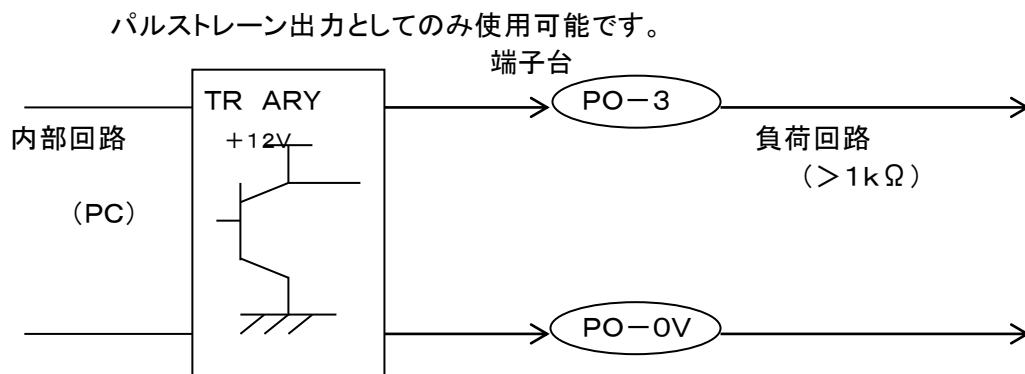 パルストレーン出力としてのみ使用可能です。
端子台
TR ARY
PO－3
内部回路
＋12V
負荷回路
（＞1kΩ）
（PC）
PO－0V